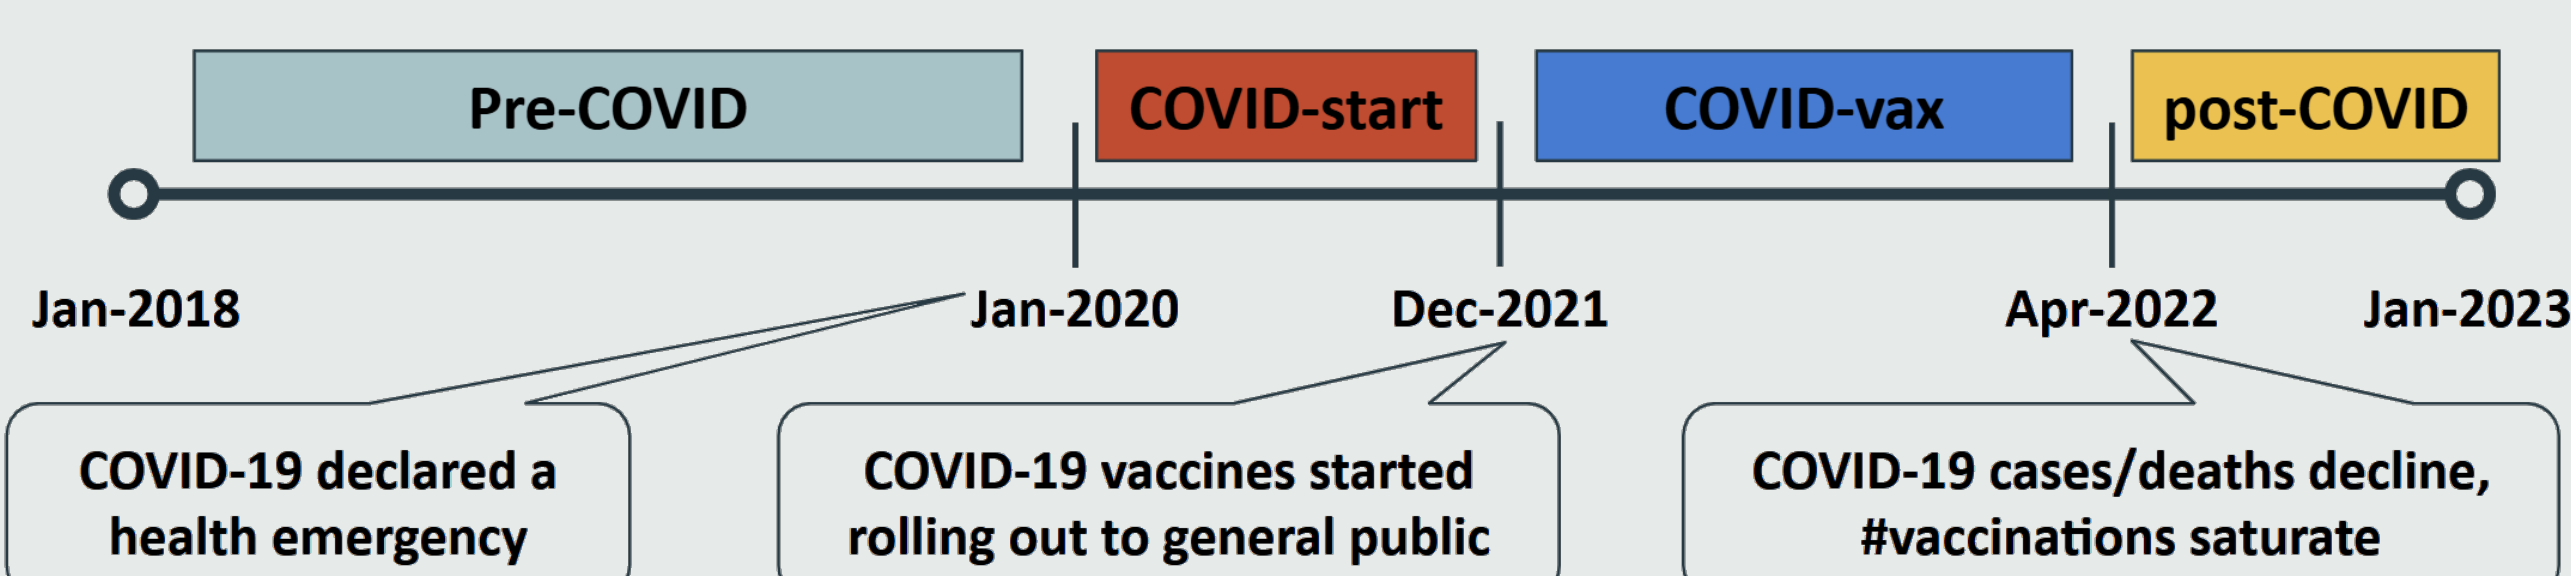 Pre-COVID
COVID-start
COVID-vax
post-COVID
Jan-2018
Jan-2020
Dec-2021
Apr-2022
Jan-2023
COVID-19 declared a
health emergency
COVID-19 vaccines started
rolling out to general public
COVID-19 cases/deaths decline,
#vaccinations saturate